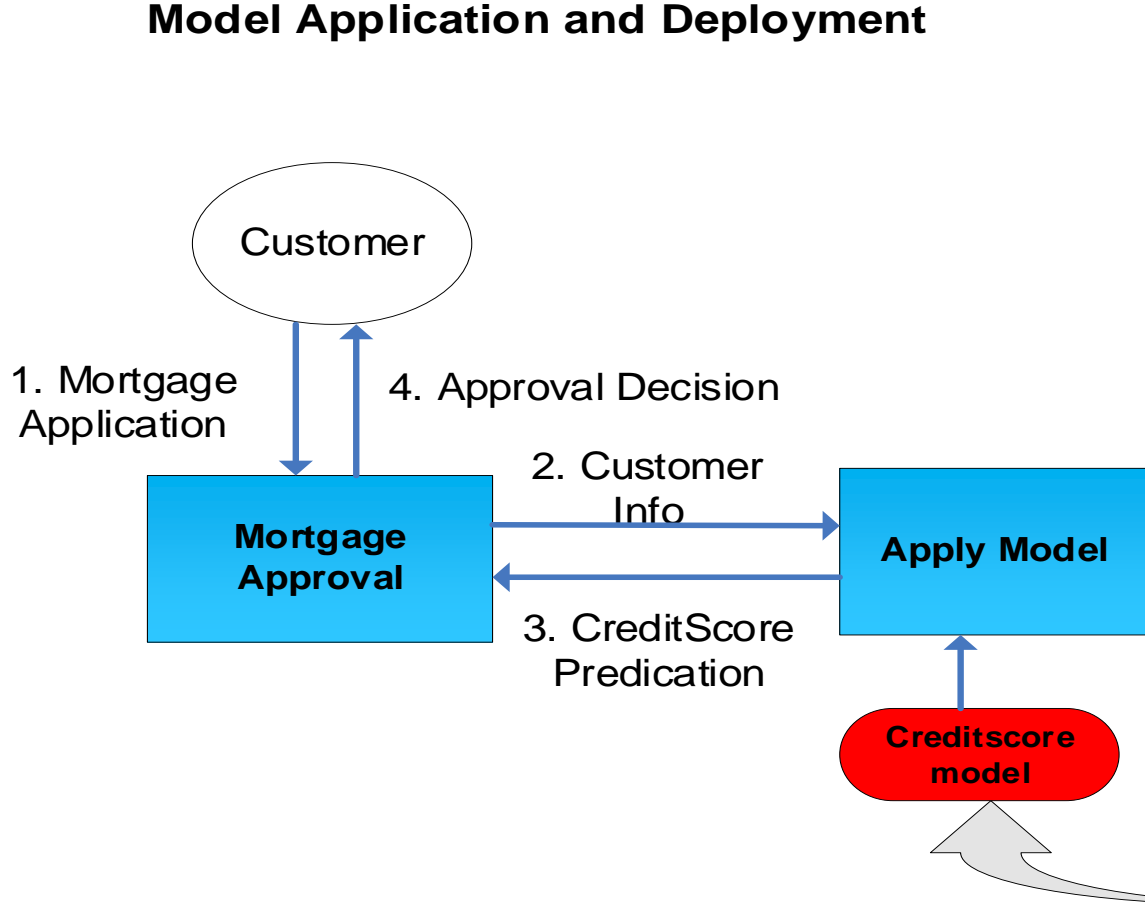 Model Application and Deployment
Customer
1. Mortgage
Application
4. Approval Decision
2. Customer
Info
Mortgage
Approval
Apply Model
3. CreditScore
Predication
Creditscore
model